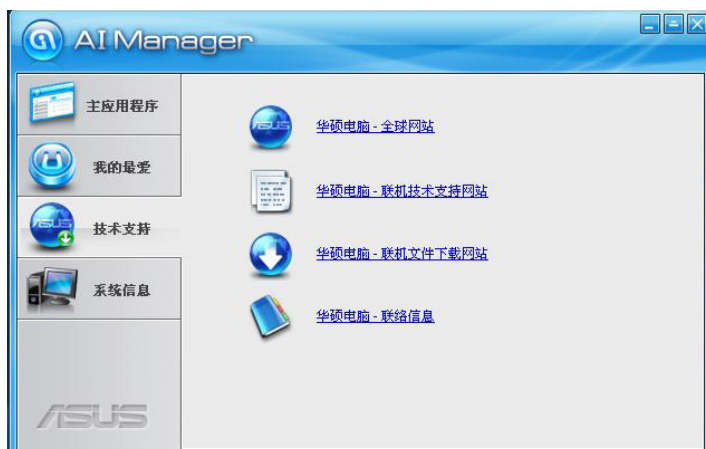 AI Manager
主应用程序
我的最爱
技术支持
系统信息
ASUS
华硕电脑 - 全球网站
华硕电脑 - 联机技术支持网站
华硕电脑 - 联机文件下载网站
华硕电脑 - 联络信息
ASUS
ASUS